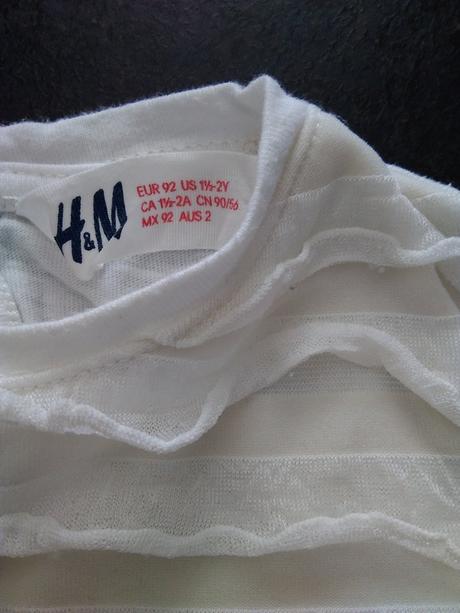 H&M
EUR 92 US 1½-2Y
CA 1½-2A CN 90/56
MX 92 AUS 2